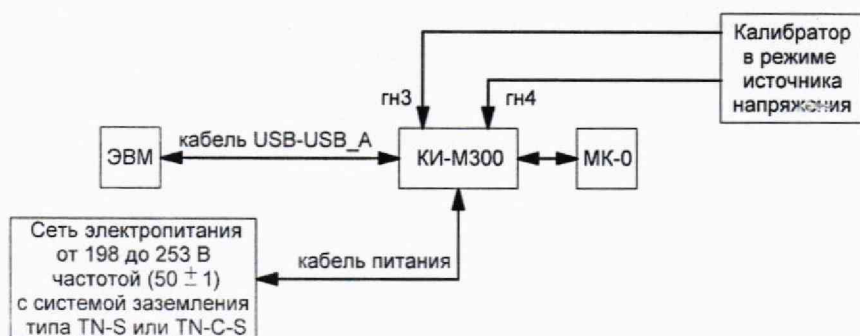 Калибратор
в режиме
источника
напряжения
гн3
гн4
ЭВМ
кабель USB-USB_A
КИ-М300
МК-0
Сеть электропитания
от 198 до 253 В
частотой (50 ± 1)
с системой заземления
типа TN-S или TN-C-S
кабель питания